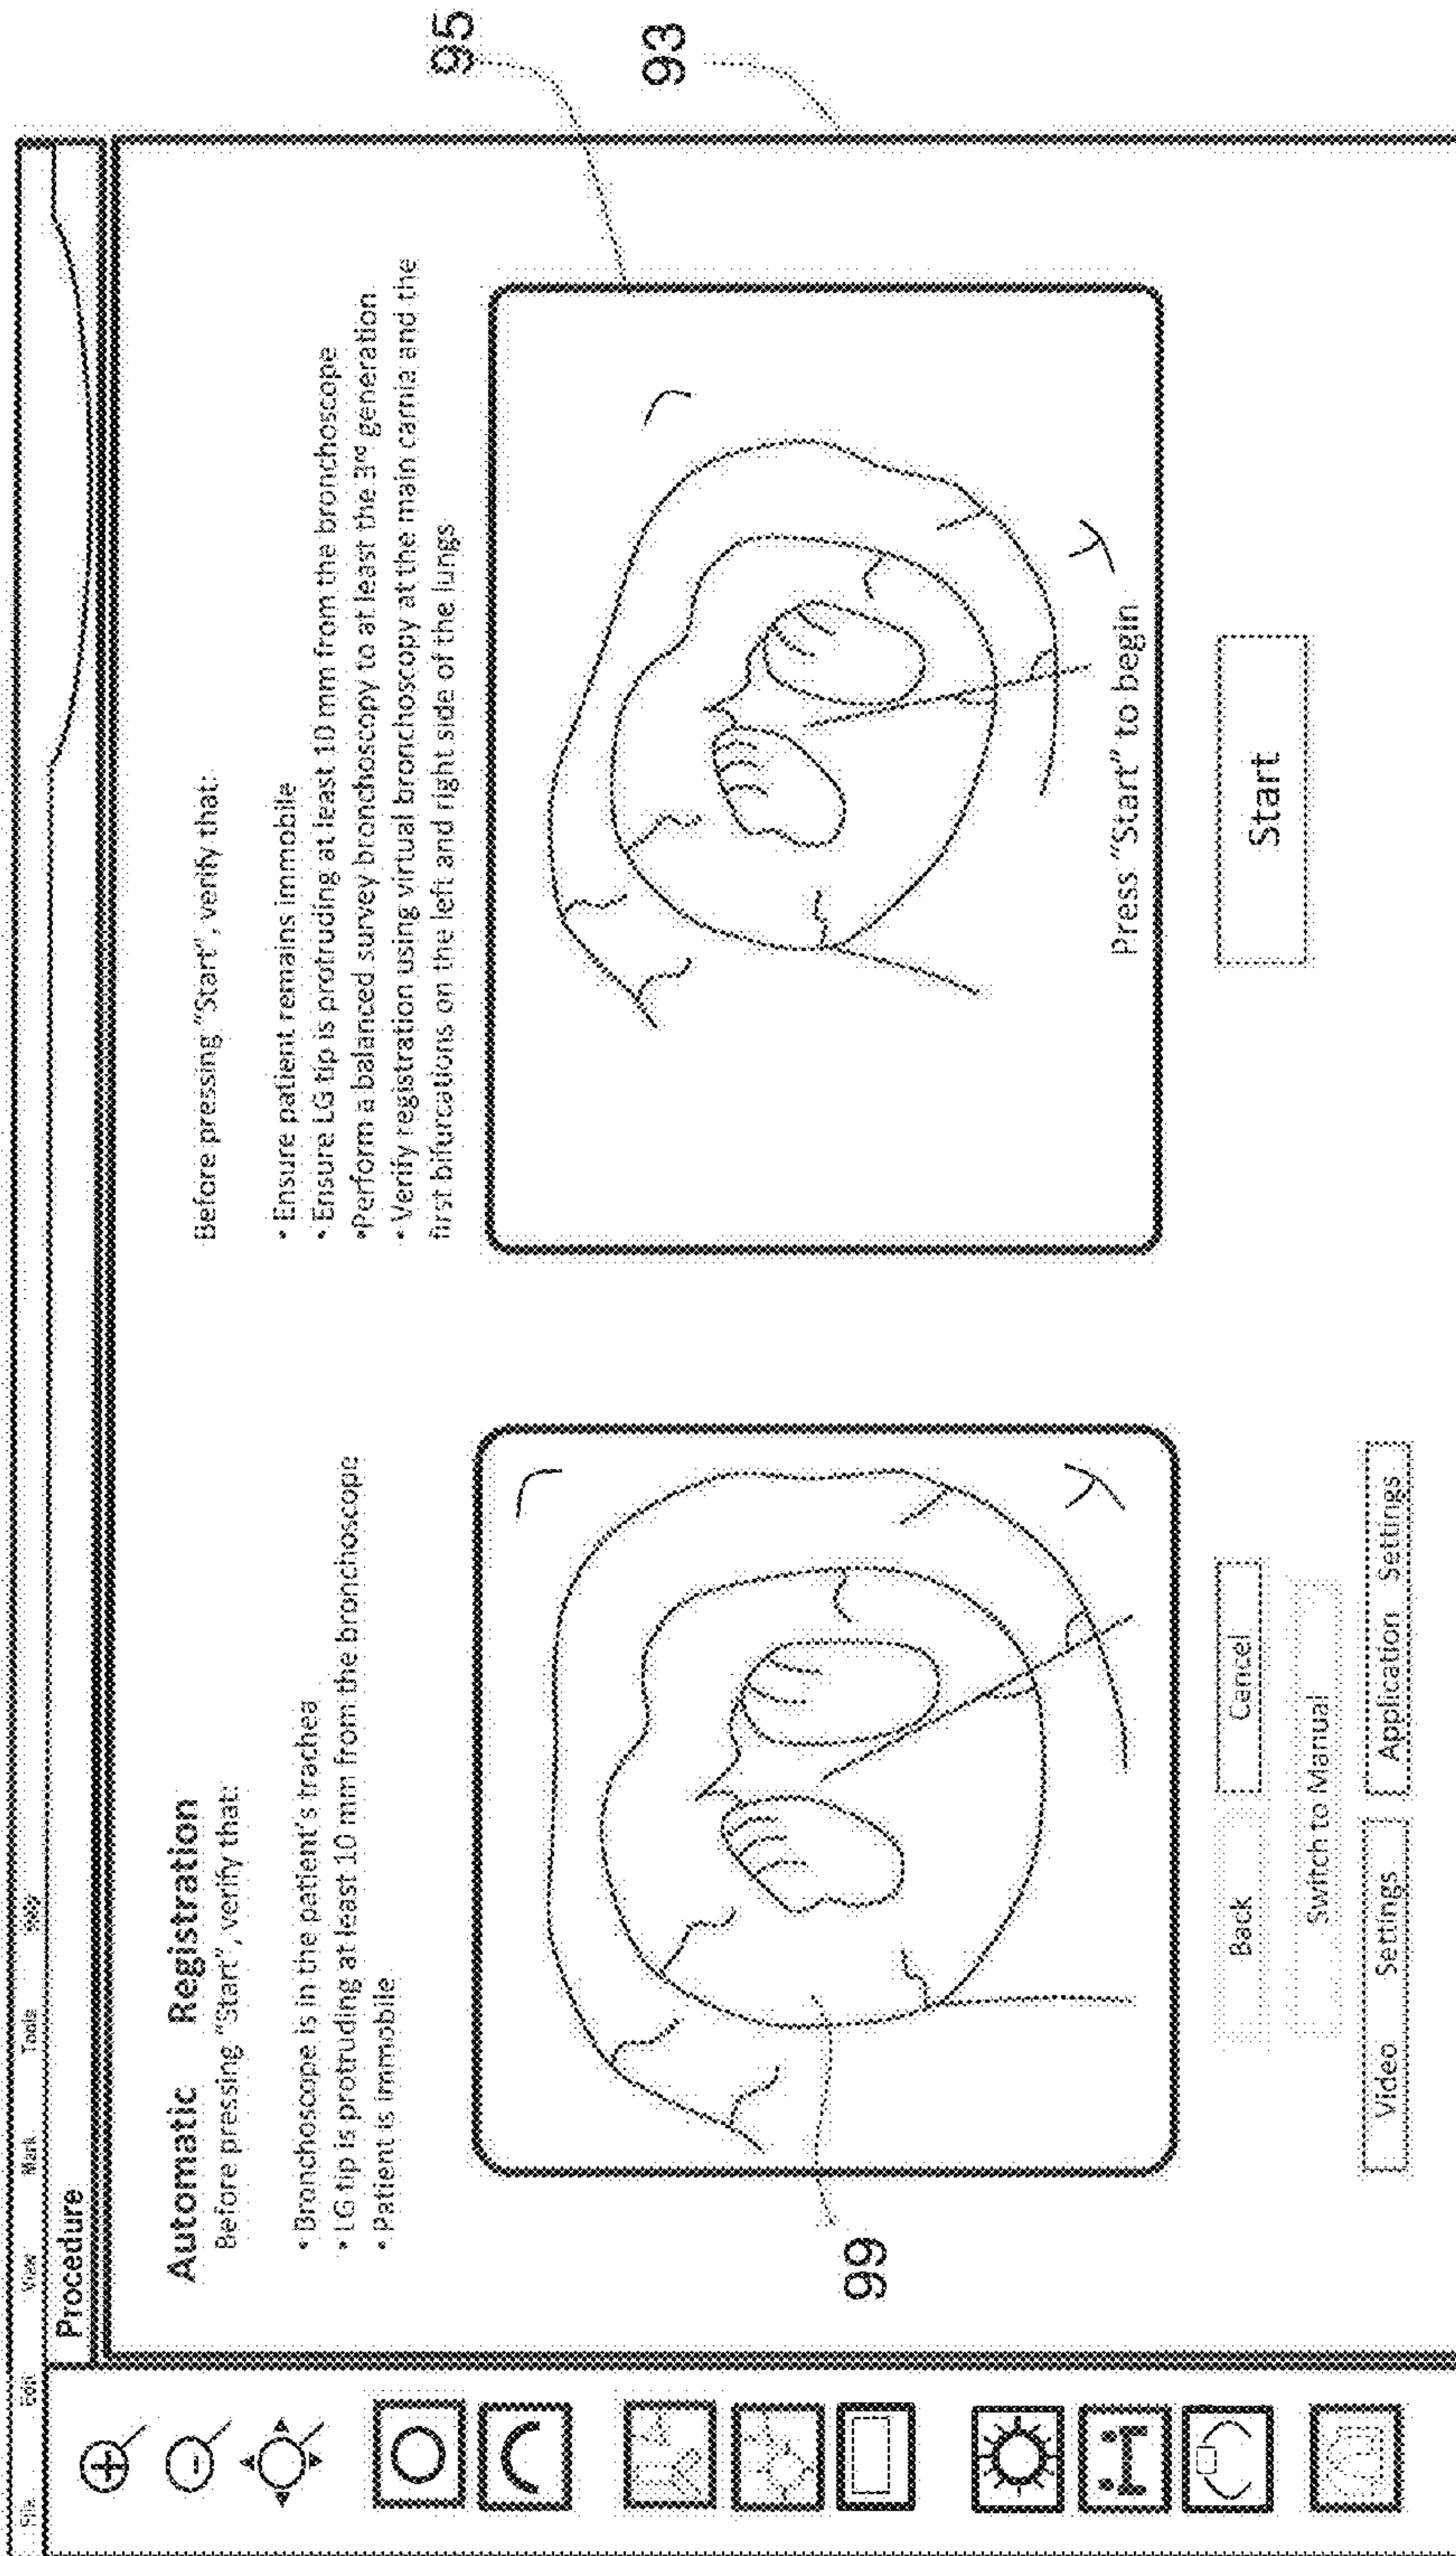 File Edit View Mark Tools Help
Procedure
Automatic Registration
Before pressing "Start", verify that:
• Bronchoscope is in the patient's trachea
• LG tip is protruding at least 10 mm from the bronchoscope
• Patient is immobile
99
Back Cancel
Switch to Manual
Video Settings Application Settings
Before pressing "Start", verify that:
• Ensure patient remains immobile
• Ensure LG tip is protruding at least 10 mm from the bronchoscope
•Perform a balanced survey bronchoscopy to at least the 3rd generation
• Verify registration using virtual bronchoscopy at the main carnia and the
first bifurcations on the left and right side of the lungs
Press "Start" to begin
Start
95
93